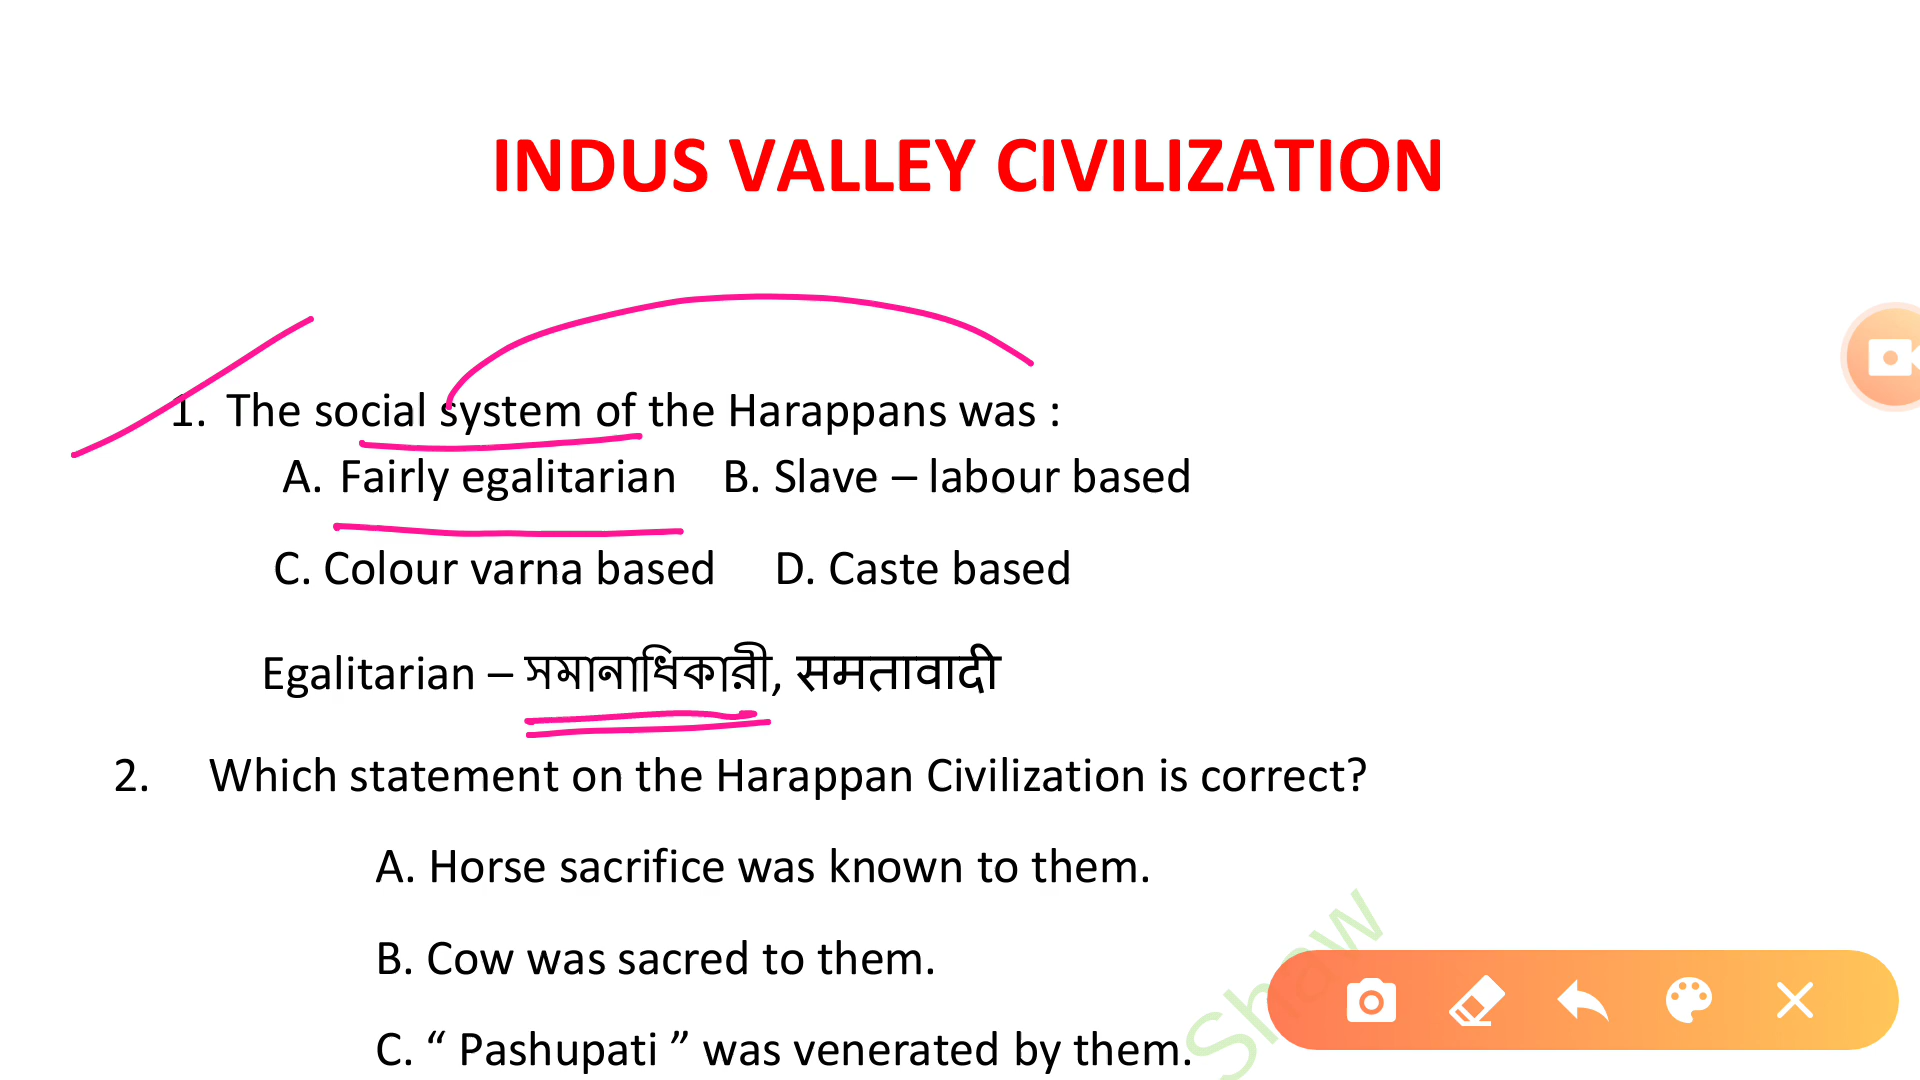 INDUS VALLEY CIVILIZATION
1. The social system of the Harappans was :
A. Fairly egalitarian B. Slave – labour based
C. Colour varna based D. Caste based
Egalitarian – সমানাধিকারী, समतावादी
2. Which statement on the Harappan Civilization is correct?
A. Horse sacrifice was known to them.
B. Cow was sacred to them.
C. “ Pashupati ” was venerated by them.
Shaw